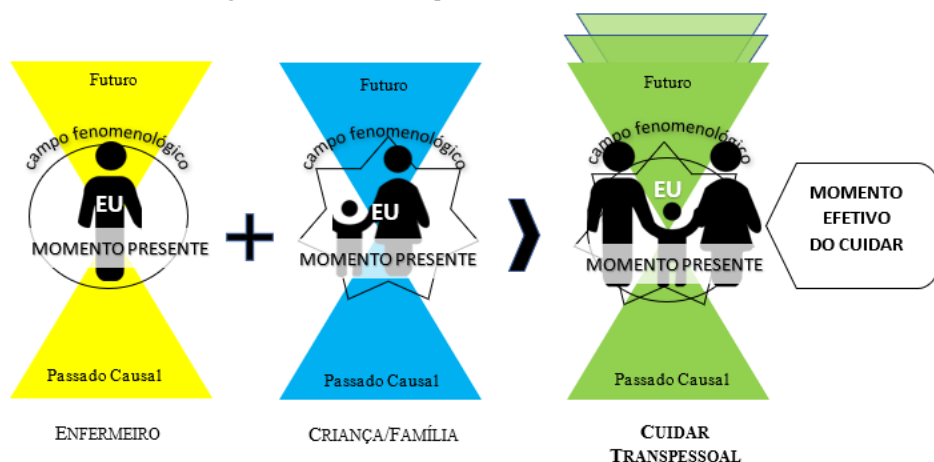 Futuro
campo fenomenológico
EU
MOMENTO PRESENTE
Passado Causal
ENFERMEIRO
Futuro
campo fenomenológico
EU
MOMENTO PRESENTE
Passado Causal
CRIANÇA/FAMÍLIA
Futuro
campo fenomenológico
EU
MOMENTO PRESENTE
Passado Causal
CUIDAR
TRANSPESSOAL
MOMENTO
EFETIVO
DO CUIDAR